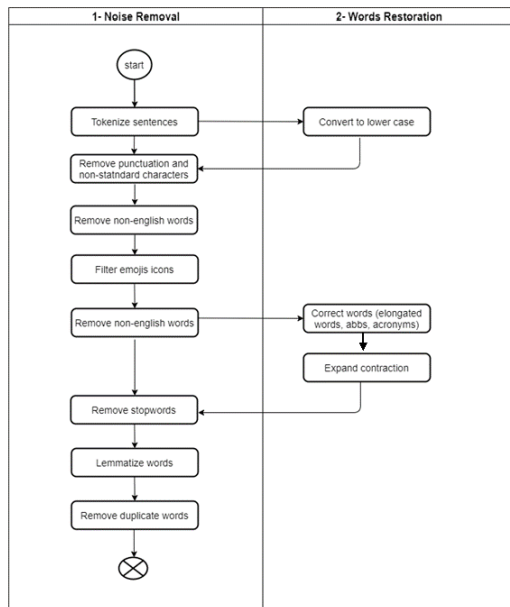 1- Noise Removal
2- Words Restoration
start
Tokenize sentences
Convert to lower case
Remove punctuation and
non-statndard characters
Remove non-english words
Filter emojis icons
Remove non-english words
Correct words (elongated
words, abbs, acronyms)
Expand contraction
Remove stopwords
Lemmatize words
Remove duplicate words